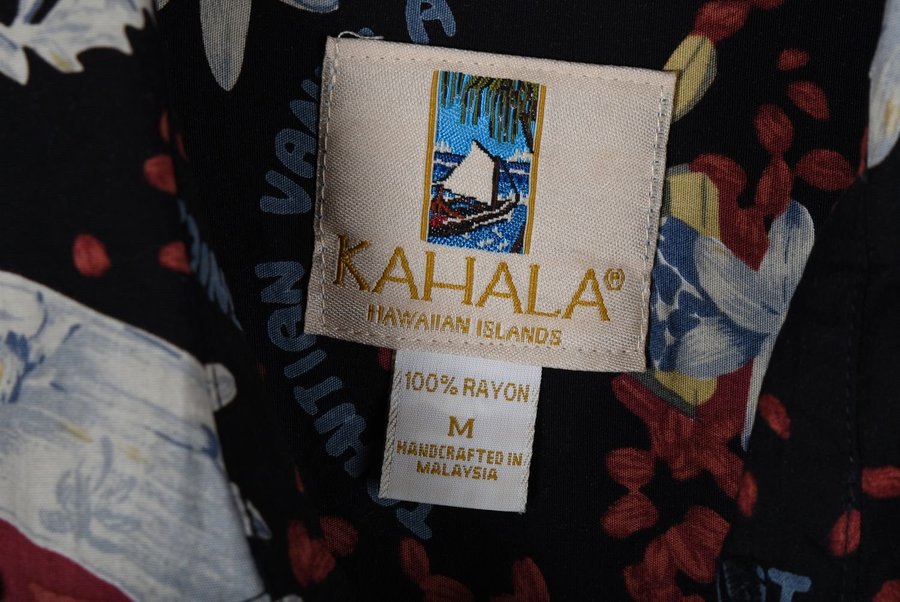 KAHALA®
HAWAIIAN ISLANDS
100% RAYON
M
HANDCRAFTED IN
MALAYSIA